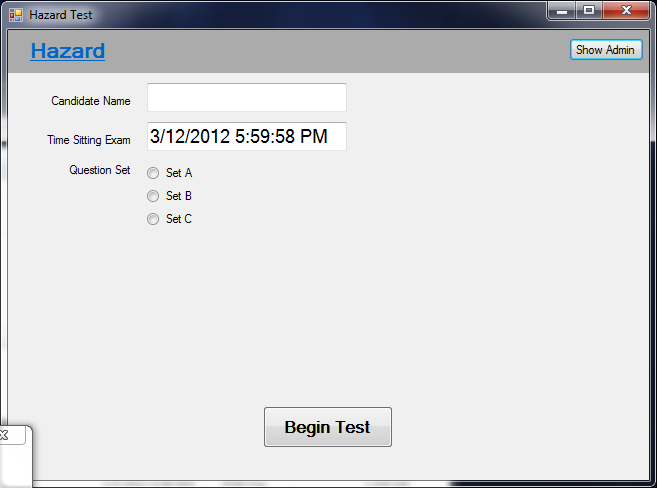 Hazard Test
Hazard
Show Admin
Candidate Name
Time Sitting Exam
3/12/2012 5:59:58 PM
Question Set
Set A
Set B
Set C
Begin Test